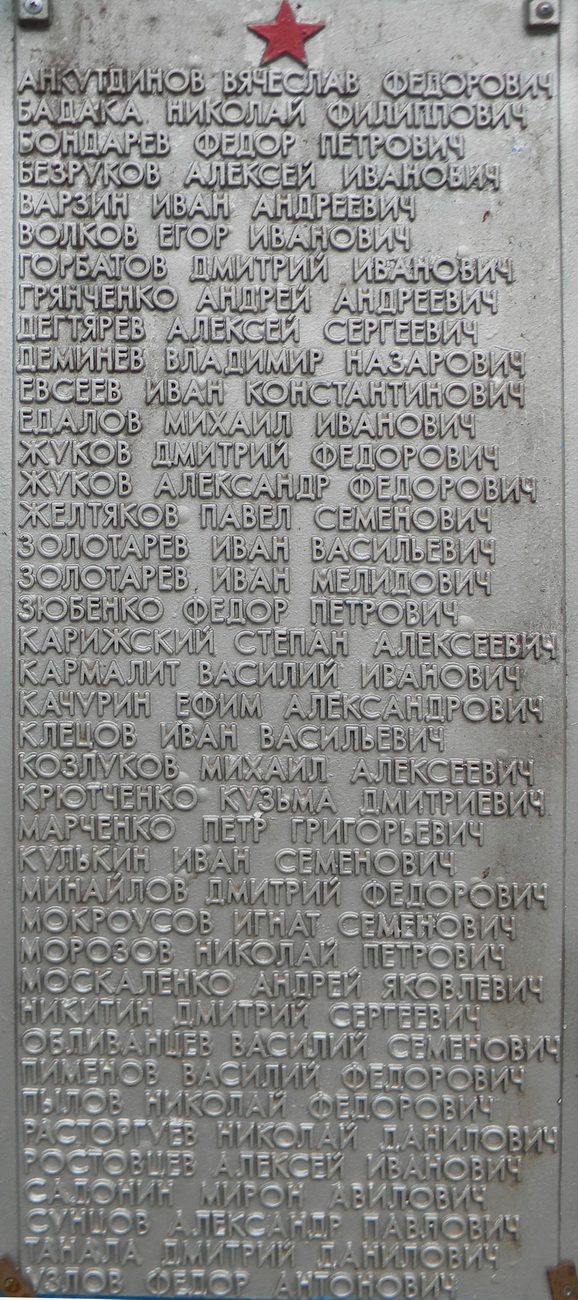 АНКУТДИНОВ ВЯЧЕСЛАВ ФЕДОРОВИЧ
БАДАКА НИКОЛАЙ ФИЛИППОВИЧ
БОНДАРЕВ ФЕДОР ПЕТРОВИЧ
БЕЗРУКОВ АЛЕКСЕЙ ИВАНОВИЧ
ВАРЗИН ИВАН АНДРЕЕВИЧ
ВОЛКОВ ЕГОР ИВАНОВИЧ
ГОРБАТОВ ДМИТРИЙ ИВАНОВИЧ
ГРЯНЧЕНКО АНДРЕЙ АНДРЕЕВИЧ
ДЕГТЯРЕВ АЛЕКСЕЙ СЕРГЕЕВИЧ
ДЕМИНЕВ ВЛАДИМИР НАЗАРОВИЧ
ЕВСЕЕВ ИВАН КОНСТАНТИНОВИЧ
ЕДАЛОВ МИХАИЛ ИВАНОВИЧ
ЖУКОВ ДМИТРИЙ ФЕДОРОВИЧ
ЖУКОВ АЛЕКСАНДР ФЕДОРОВИЧ
ЖЕЛТЯКОВ ПАВЕЛ СЕМЕНОВИЧ
ЗОЛОТАРЕВ ИВАН ВАСИЛЬЕВИЧ
ЗОЛОТАРЕВ ИВАН МЕЛИДОВИЧ
ЗЮБЕНКО ФЕДОР ПЕТРОВИЧ
КАРИЖСКИЙ СТЕПАН АЛЕКСЕЕВИЧ
КАРМАЛИТ ВАСИЛИЙ ИВАНОВИЧ
КАЧУРИН ЕФИМ АЛЕКСАНДРОВИЧ
КЛЕЦОВ ИВАН ВАСИЛЬЕВИЧ
КОЗЛУКОВ МИХАИЛ АЛЕКСЕЕВИЧ
КРЮТЧЕНКО КУЗЬМА ДМИТРИЕВИЧ
МАРЧЕНКО ПЕТР ГРИГОРЬЕВИЧ
КУЛЬКИН ИВАН СЕМЕНОВИЧ
МИНАЙЛОВ ДМИТРИЙ ФЕДОРОВИЧ
МОКРОУСОВ ИГНАТ СЕМЕНОВИЧ
МОРОЗОВ НИКОЛАЙ ПЕТРОВИЧ
МОСКАЛЕНКО АНДРЕЙ ЯКОВЛЕВИЧ
НИКИТИН ДМИТРИЙ СЕРГЕЕВИЧ
ОБЛИВАНЦЕВ ВАСИЛИЙ СЕМЕНОВИЧ
ПИМЕНОВ ВАСИЛИЙ ФЕДОРОВИЧ
ПЫЛОВ НИКОЛАЙ ФЕДОРОВИЧ
РАСТОРГУЕВ НИКОЛАЙ ДАНИЛОВИЧ
РОСТОВЦЕВ АЛЕКСЕЙ ИВАНОВИЧ
САДОНИН МИРОН АВИЛОВИЧ
СУНЦОВ АЛЕКСАНДР ПАВЛОВИЧ
ТАНАЛА ДМИТРИЙ ДАНИЛОВИЧ
УЗЛОВ ФЕДОР АНТОНОВИЧ